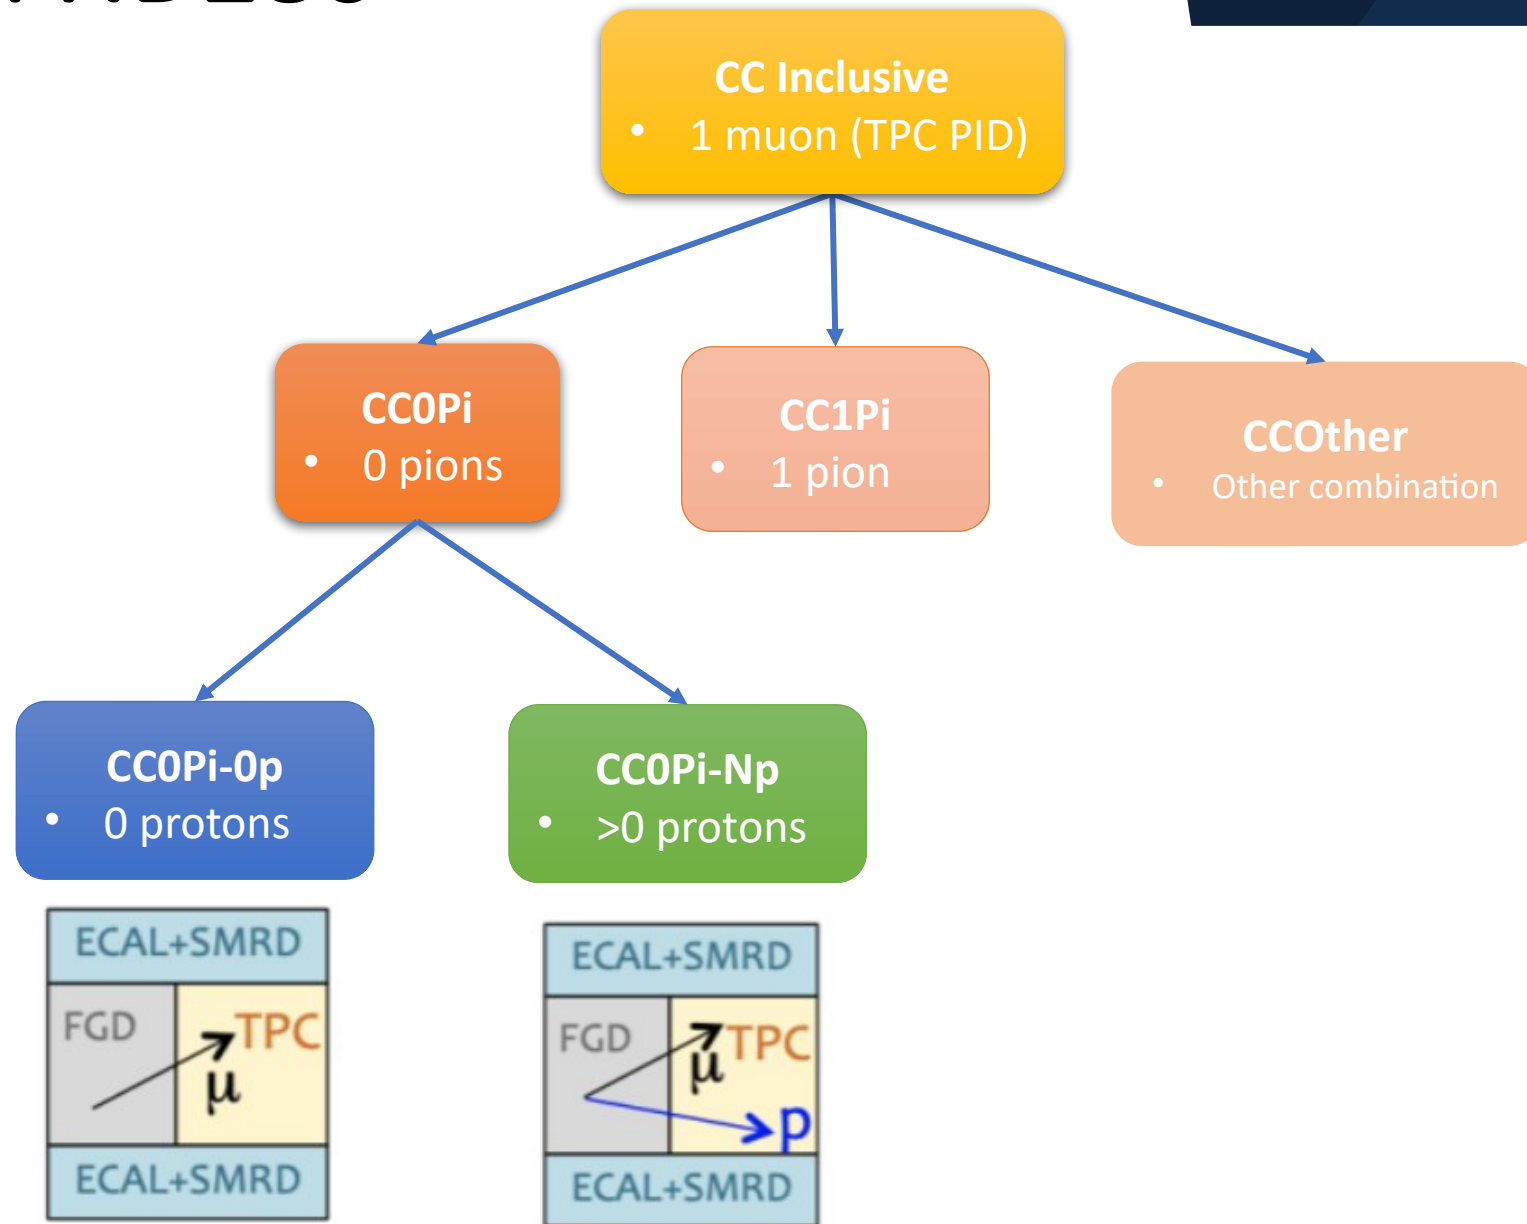 CC Inclusive
• 1 muon (TPC PID)
CC0Pi
• 0 pions
CC1Pi
• 1 pion
CCOther
• Other combination
CC0Pi-0p
• 0 protons
CC0Pi-Np
• >0 protons
ECAL+SMRD
FGD
TPC
μ
ECAL+SMRD
ECAL+SMRD
FGD
TPC
μ
p
ECAL+SMRD